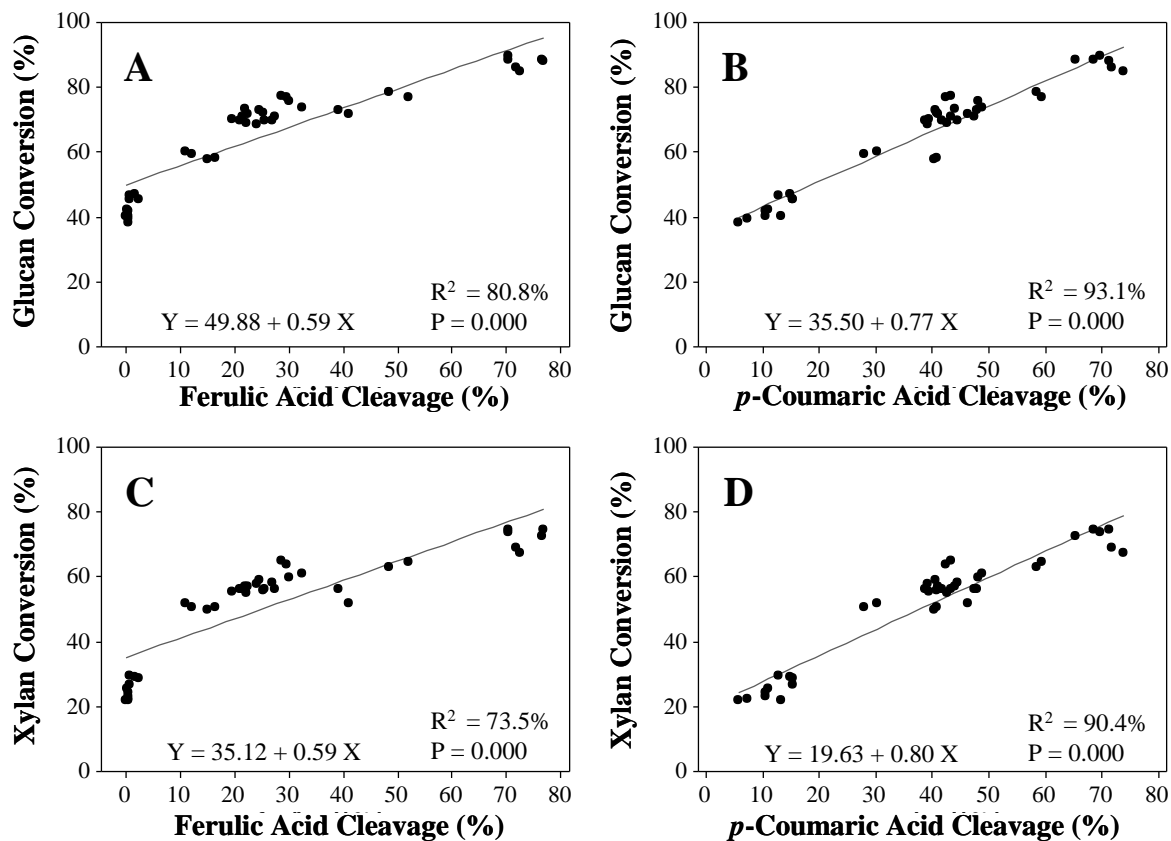 A
Glucan Conversion (%)
100
80
60
40
20
0
R² = 80.8%
Y = 49.88 + 0.59 X
P = 0.000
0 10 20 30 40 50 60 70 80
Ferulic Acid Cleavage (%)
B
Glucan Conversion (%)
100
80
60
40
20
0
R² = 93.1%
Y = 35.50 + 0.77 X
P = 0.000
0 10 20 30 40 50 60 70 80
p-Coumaric Acid Cleavage (%)
C
Xylan Conversion (%)
100
80
60
40
20
0
R² = 73.5%
Y = 35.12 + 0.59 X
P = 0.000
0 10 20 30 40 50 60 70 80
Ferulic Acid Cleavage (%)
D
Xylan Conversion (%)
100
80
60
40
20
0
R² = 90.4%
Y = 19.63 + 0.80 X
P = 0.000
0 10 20 30 40 50 60 70 80
p-Coumaric Acid Cleavage (%)